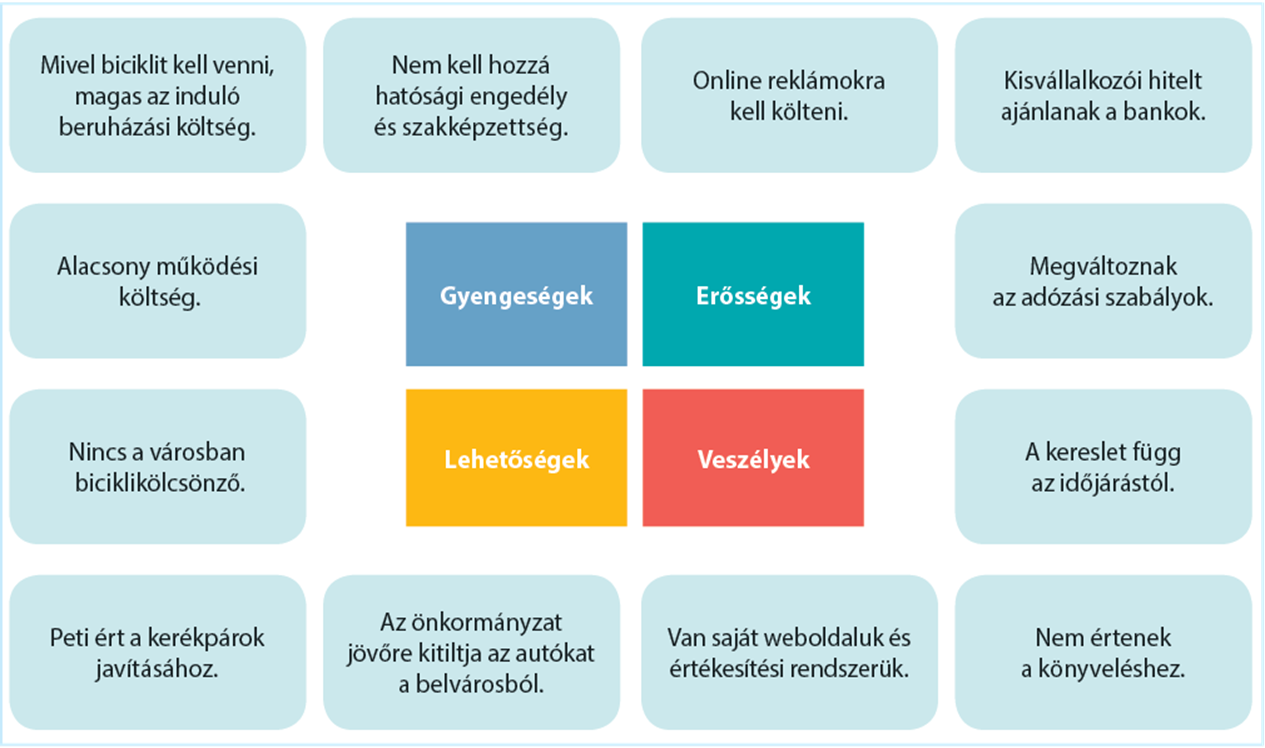 Mivel biciklit kell venni,
magas az induló
beruházási költség.
Nem kell hozzá
hatósági engedély
és szakképzettség.
Online reklámokra
kell költeni.
Kisvállalkozói hitelt
ajánlanak a bankok.
Alacsony működési
költség.
Gyengeségek
Erősségek
Megváltoznak
az adózási szabályok.
Nincs a városban
biciklikölcsönző.
Lehetőségek
Veszélyek
A kereslet függ
az időjárástól.
Peti ért a kerékpárok
javításához.
Az önkormányzat
jövőre kitiltja az autókat
a belvárosból.
Van saját weboldaluk és
értékesítési rendszerük.
Nem értenek
a könyveléshez.